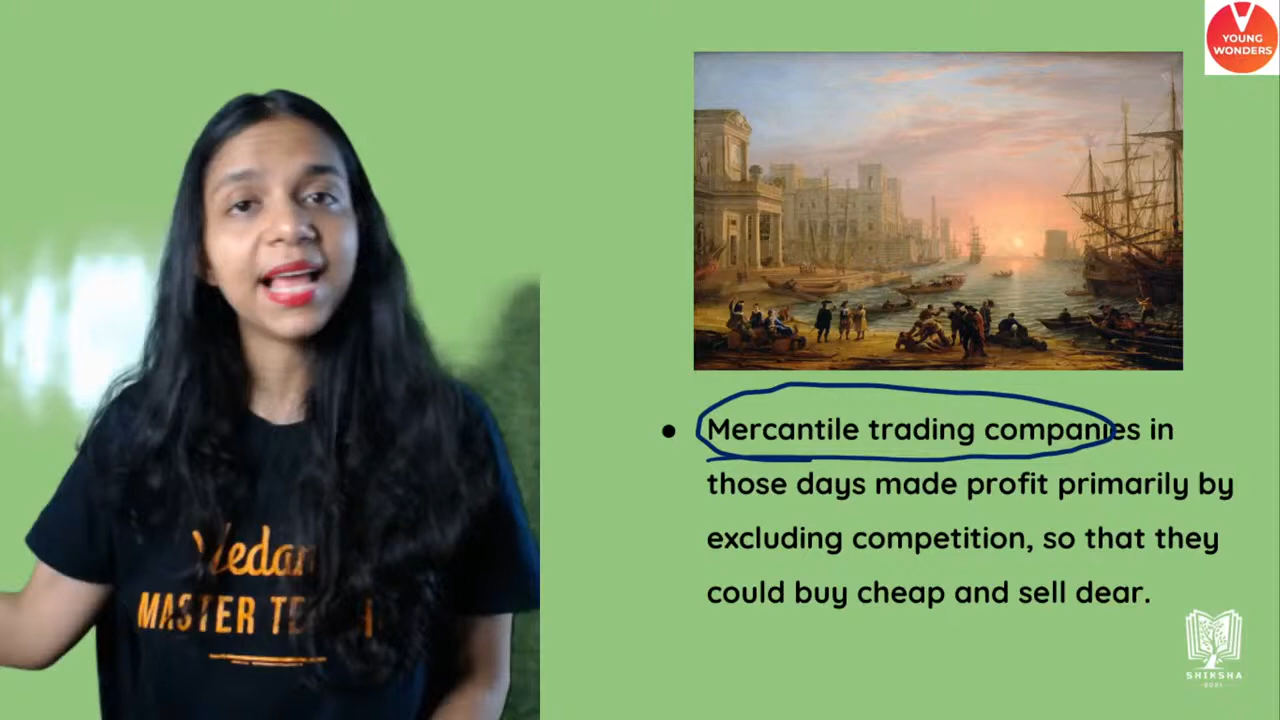 YOUNG
WONDERS
Mercantile trading companies in
those days made profit primarily by
excluding competition, so that they
could buy cheap and sell dear.
MASTER
SHIKSHA